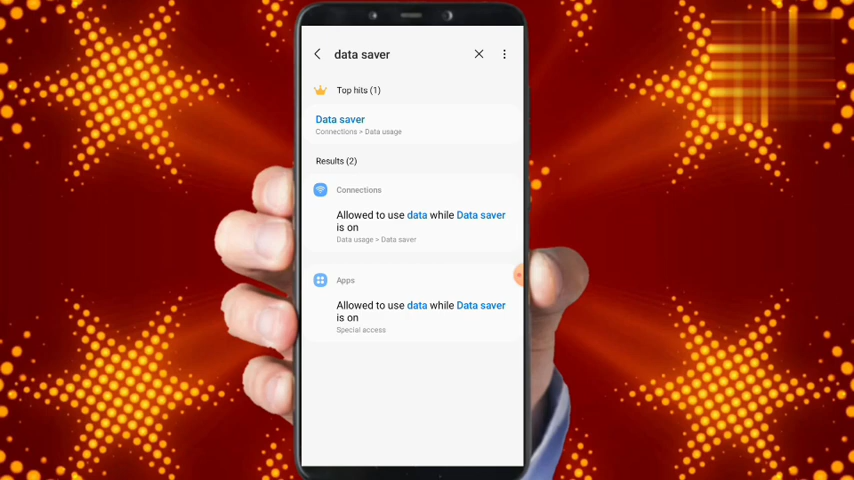 data saver
Top hits (1)
Data saver
Connections > Data usage
Results (2)
Connections
Allowed to use data while Data saver
is on
Data usage > Data saver
Apps
Allowed to use data while Data saver
is on
Special access